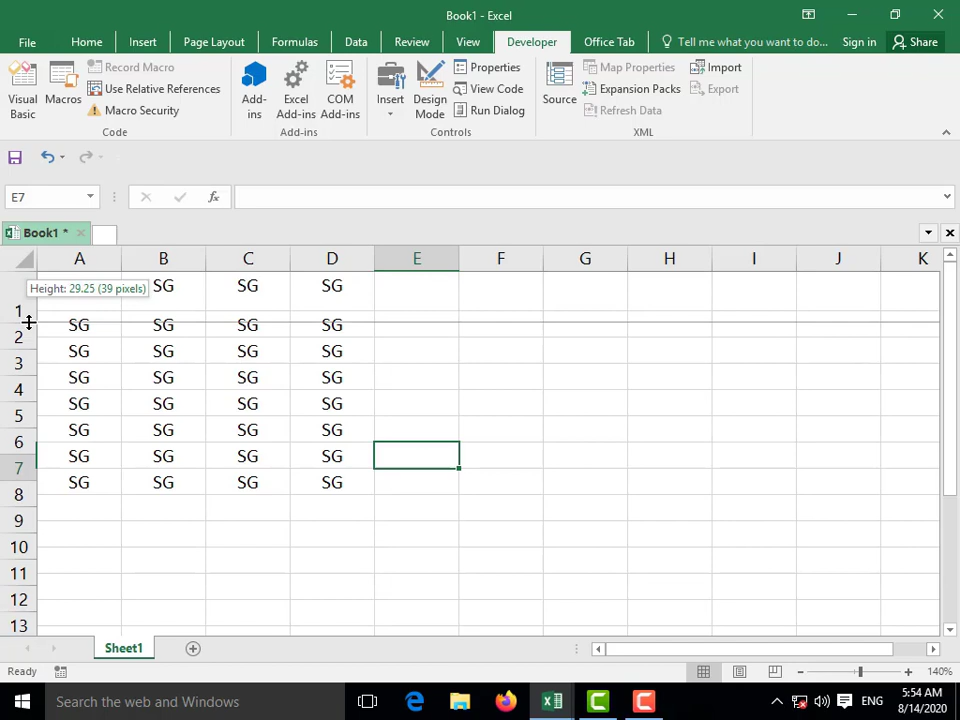 Book1 - Excel
File Home Insert Page Layout Formulas Data Review View Developer Office Tab Tell me what you want to do... Sign in Share
Visual Basic
Macros
Record Macro
Use Relative References
Macro Security
Code
Add-ins
Excel Add-ins
COM Add-ins
Add-ins
Insert
Design Mode
Properties
View Code
Run Dialog
Controls
Source
Map Properties
Expansion Packs
Refresh Data
Import
Export
XML
E7 fx
Book1 *
A B C D E F G H I J K
Height: 29.25 (39 pixels)
1 SG SG SG
2 SG SG SG SG
3 SG SG SG SG
4 SG SG SG SG
5 SG SG SG SG
6 SG SG SG SG
7 SG SG SG SG
8 SG SG SG SG
9
10
11
12
13
Sheet1
Ready 140%
Search the web and Windows
ENG
5:54 AM
8/14/2020